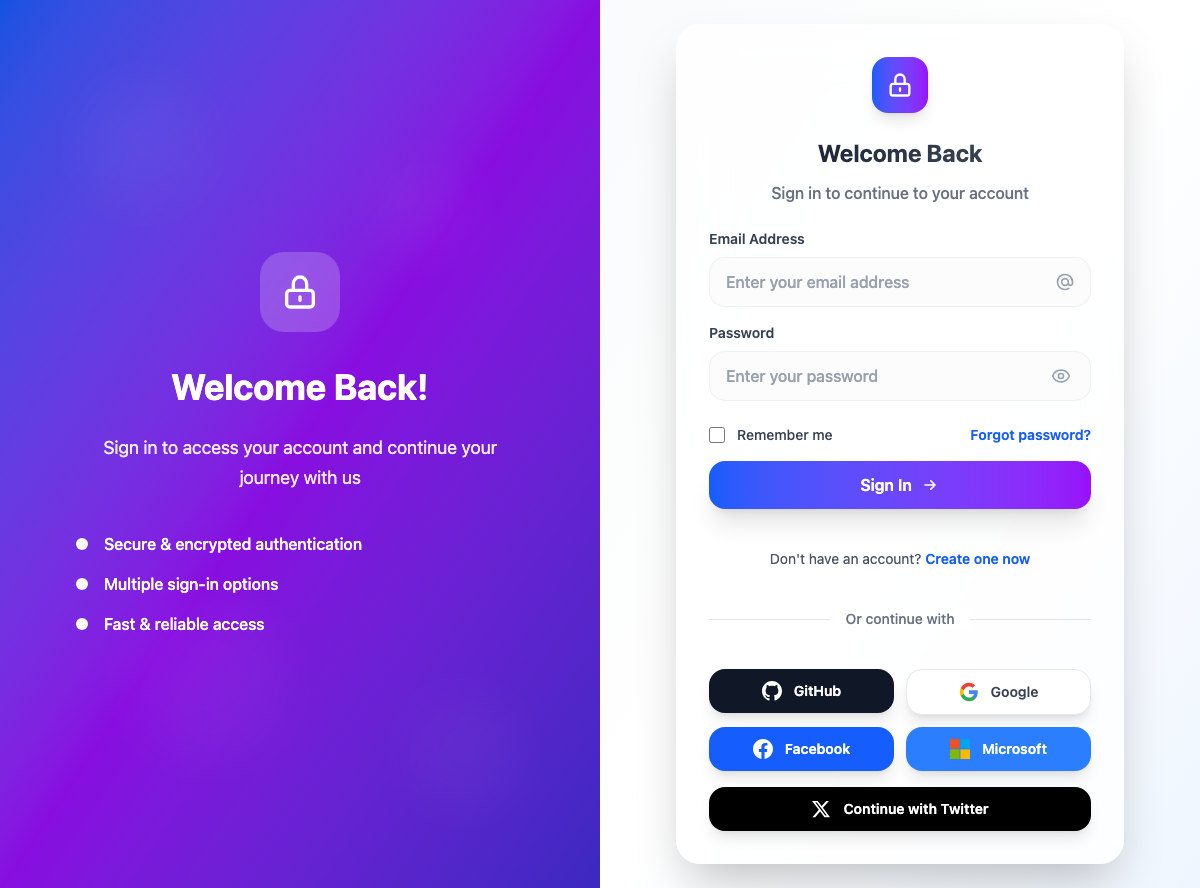 Welcome Back!
Sign in to access your account and continue your
journey with us
Secure & encrypted authentication
Multiple sign-in options
Fast & reliable access
Welcome Back
Sign in to continue to your account
Email Address
Enter your email address
Password
Enter your password
Remember me
Forgot password?
Sign In
Don't have an account? Create one now
Or continue with
GitHub
Google
Facebook
Microsoft
Continue with Twitter